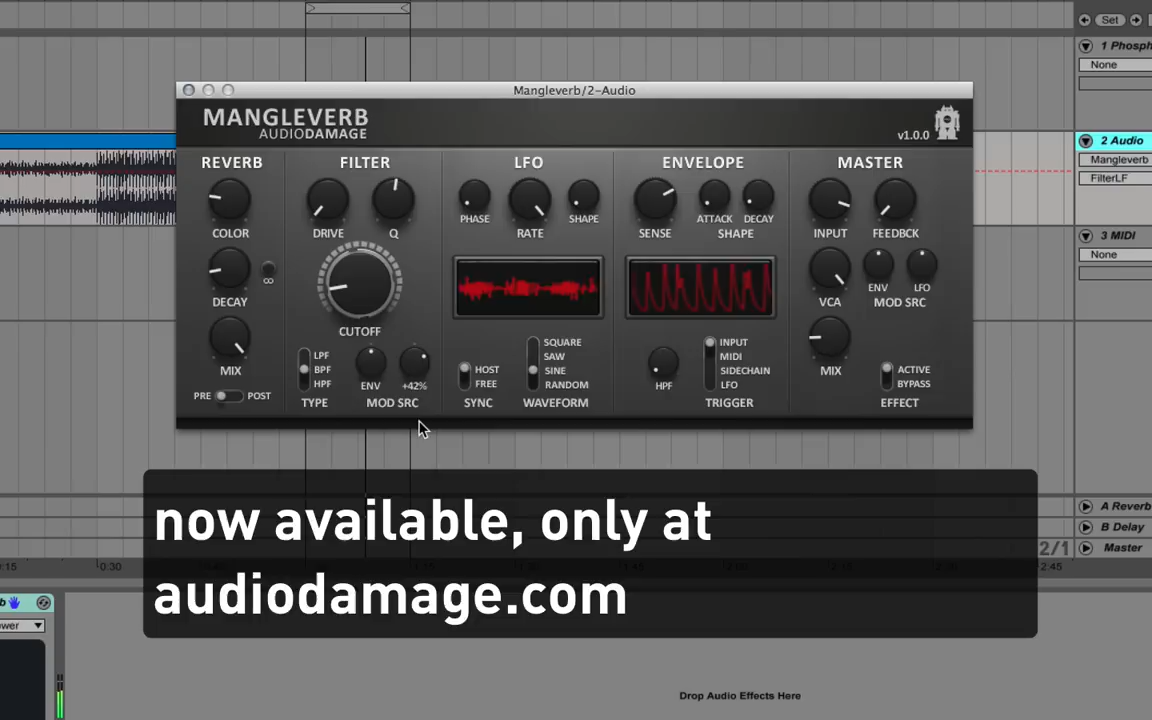 Set
1 Phosph
None
Mangleverb/2-Audio
MANGLEVERB
AUDIODAMAGE
v1.0.0
2 Audio
Mangleverb
FilterLF
3 MIDI
None
REVERB
FILTER
LFO
ENVELOPE
MASTER
COLOR
DRIVE
Q
PHASE
RATE
SHAPE
SENSE
ATTACK
DECAY
SHAPE
INPUT
FEEDBCK
DECAY
∞
CUTOFF
VCA
ENV
LFO
MOD SRC
MIX
LPF
BPF
HPF
TYPE
ENV
+42%
MOD SRC
HOST
FREE
SYNC
SQUARE
SAW
SINE
RANDOM
WAVEFORM
HPF
INPUT
MIDI
SIDECHAIN
LFO
TRIGGER
MIX
ACTIVE
BYPASS
EFFECT
PRE
POST
now available, only at
audiodamage.com
A Reverb
B Delay
2/1
Master
:15
0:30
2:45
Drop Audio Effects Here